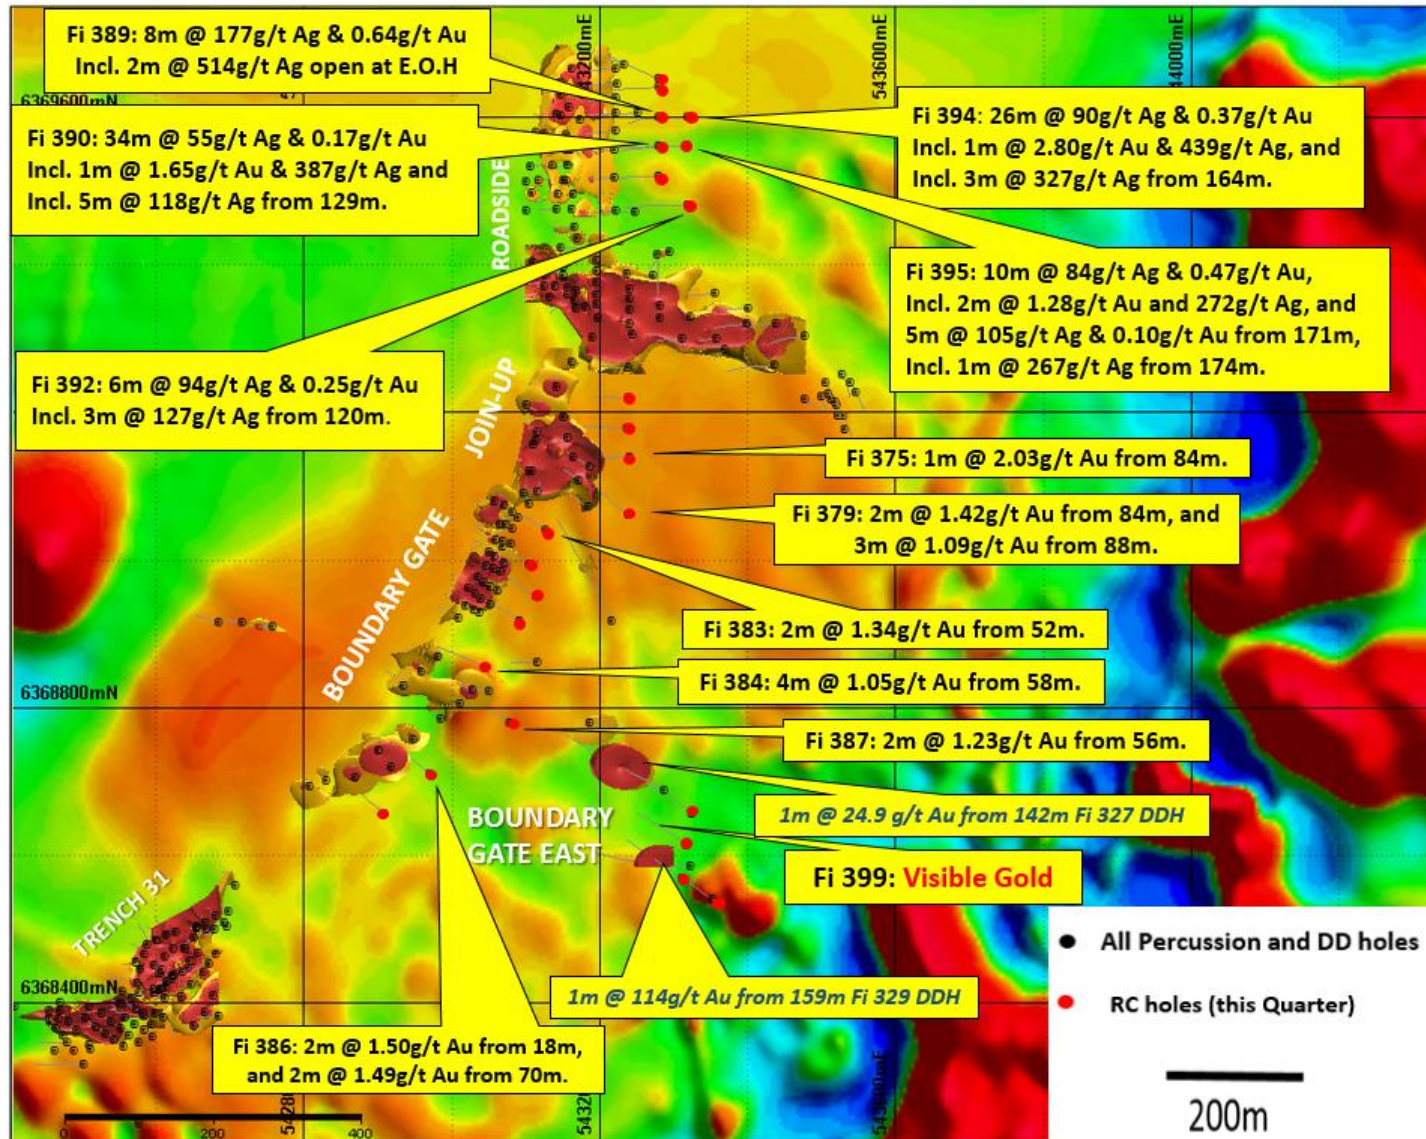 Fi 389: 8m @ 177g/t Ag & 0.64g/t Au
Incl. 2m @ 514g/t Ag open at E.O.H
543600mE
6369600mN
Fi 390: 34m @ 55g/t Ag & 0.17g/t Au
Incl. 1m @ 1.65g/t Au & 387g/t Ag and
Incl. 5m @ 118g/t Ag from 129m.
Fi 394: 26m @ 90g/t Ag & 0.37g/t Au
Incl. 1m @ 2.80g/t Au & 439g/t Ag, and
Incl. 3m @ 327g/t Ag from 164m.
ROADSIDE
Fi 395: 10m @ 84g/t Ag & 0.47g/t Au,
Incl. 2m @ 1.28g/t Au and 272g/t Ag, and
5m @ 105g/t Ag & 0.10g/t Au from 171m,
Incl. 1m @ 267g/t Ag from 174m.
Fi 392: 6m @ 94g/t Ag & 0.25g/t Au
Incl. 3m @ 127g/t Ag from 120m.
JOIN-UP
Fi 375: 1m @ 2.03g/t Au from 84m.
Fi 379: 2m @ 1.42g/t Au from 84m, and
3m @ 1.09g/t Au from 88m.
BOUNDARY GATE
Fi 383: 2m @ 1.34g/t Au from 52m.
6368800mN
Fi 384: 4m @ 1.05g/t Au from 58m.
Fi 387: 2m @ 1.23g/t Au from 56m.
1m @ 24.9 g/t Au from 142m Fi 327 DDH
BOUNDARY
GATE EAST
Fi 399: Visible Gold
TRENCH 31
All Percussion and DD holes
6368400mN
1m @ 114g/t Au from 159m Fi 329 DDH
RC holes (this Quarter)
Fi 386: 2m @ 1.50g/t Au from 18m,
and 2m @ 1.49g/t Au from 70m.
200m
0 200 400